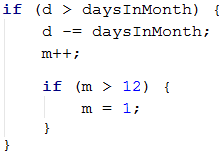 if (d > daysInMonth) {
    d -= daysInMonth;
    m++;
    if (m > 12) {
        m = 1;
    }
}